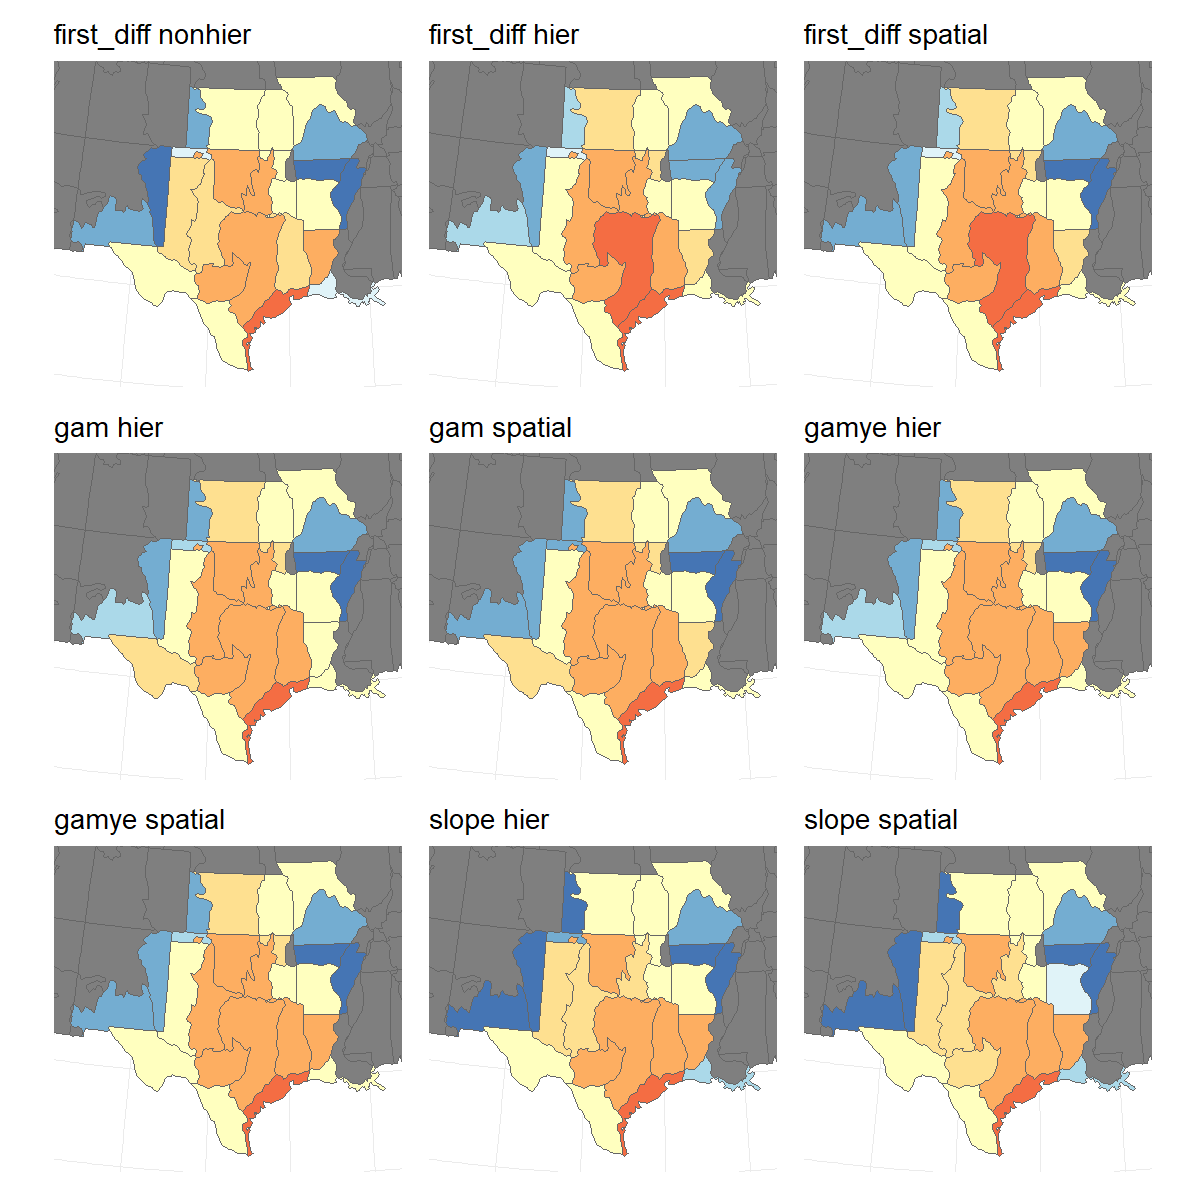 first_diff nonhier
first_diff hier
first_diff spatial
gam hier
gam spatial
gamye hier
gamye spatial
slope hier
slope spatial